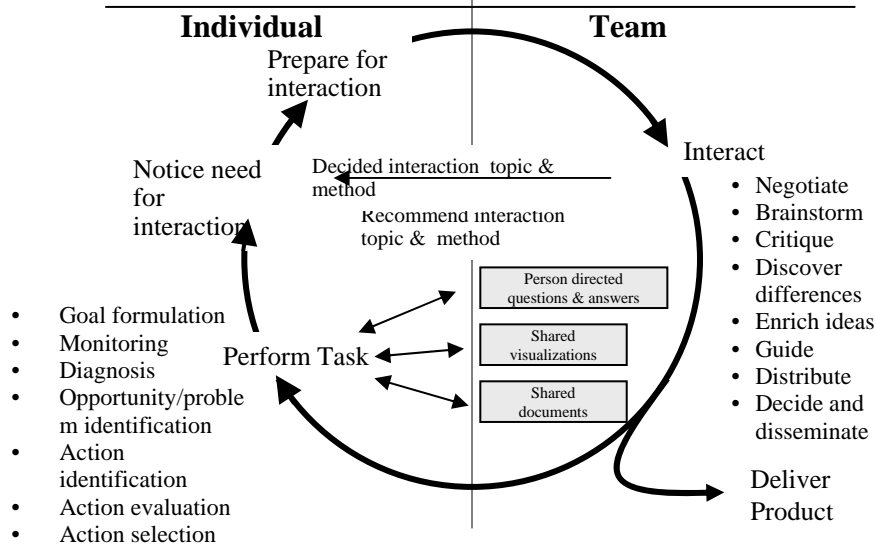 Individual
Team
Prepare for
interaction
Notice need
for
interaction
Decided interaction topic &
method
Recommend interaction
topic & method
Interact
• Negotiate
• Brainstorm
• Critique
• Discover
differences
• Enrich ideas
• Guide
• Distribute
• Decide and
disseminate
Person directed
questions & answers
Shared
visualizations
Shared
documents
Perform Task
• Goal formulation
• Monitoring
• Diagnosis
• Opportunity/proble
m identification
• Action
identification
• Action evaluation
• Action selection
Deliver
Product